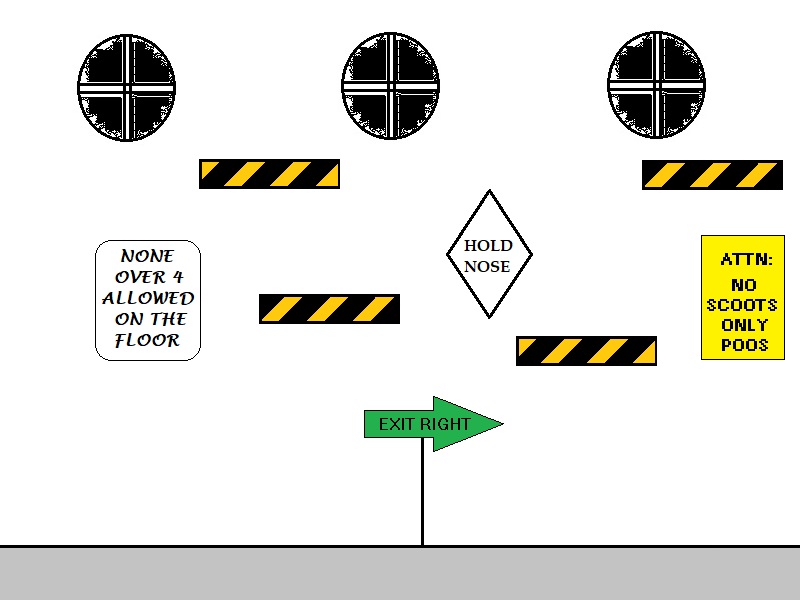 NONE
OVER 4
ALLOWED
ON THE
FLOOR
HOLD
NOSE
ATTN:
NO
SCOOTS
ONLY
POOS
EXIT RIGHT